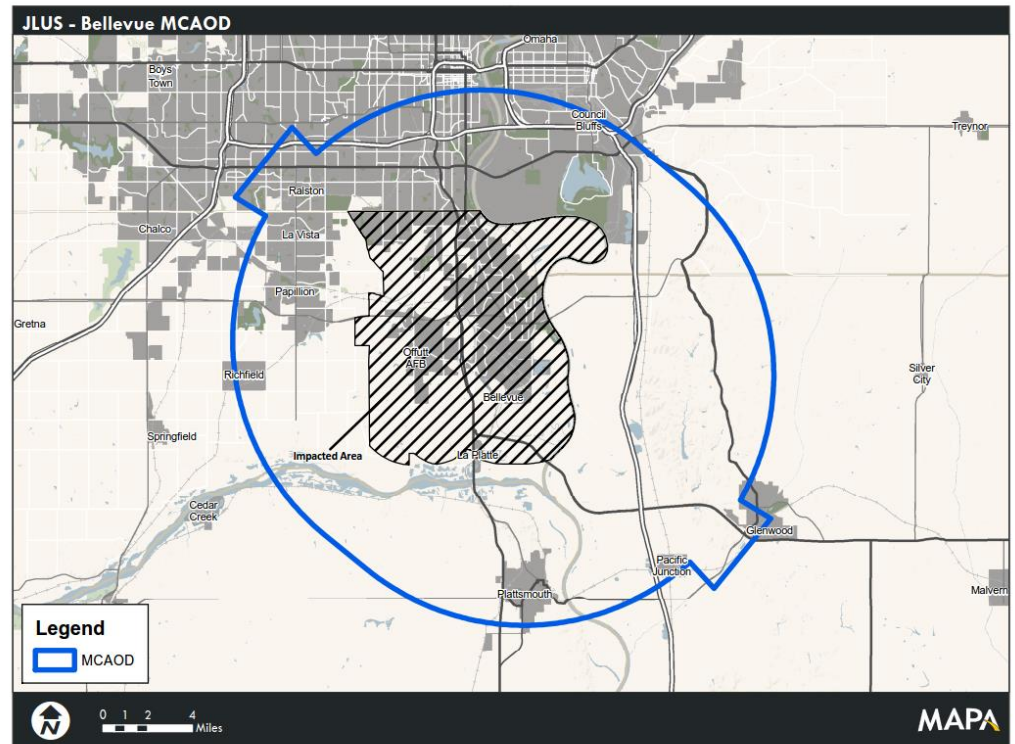 JLUS - Bellevue MCAOD
Omaha
Boys
Town
Council
Bluffs
Treynor
Ralston
Chalco
La Vista
Papillion
Gretna
Offutt
AFB
Richfield
Silver
City
Bellevue
Springfield
Impacted Area
La Platte
Cedar
Creek
Glenwood
Pacific
Junction
Plattsmouth
Malvern
Legend
MCAOD
N
0 1 2 4
Miles
MAPA